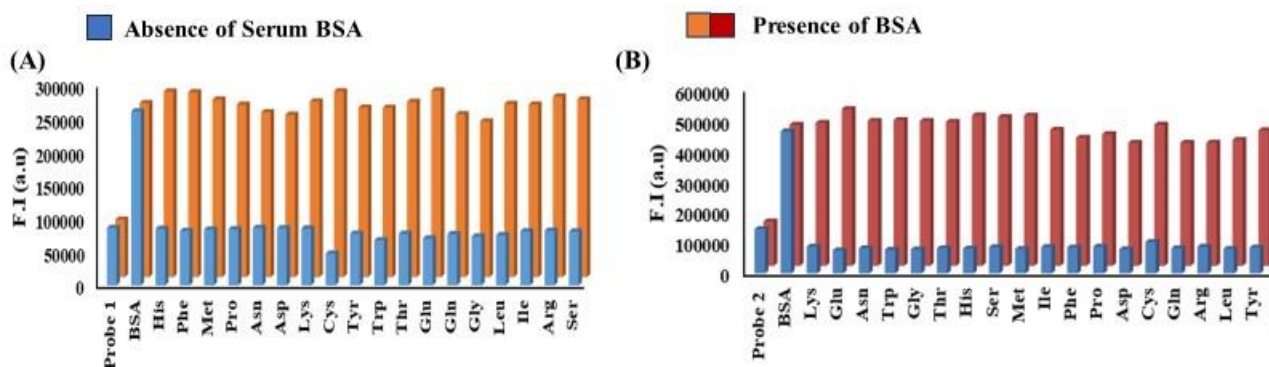 Absence of Serum BSA
Presence of BSA
(A)
300000
250000
200000
150000
100000
50000
0
F.I (a.u)
Probe 1
BSA
His
Phe
Met
Pro
Asn
Asp
Lys
Cys
Tyr
Trp
Thr
Glu
Gln
Gly
Leu
Ile
Arg
Ser
(B)
600000
500000
400000
300000
200000
100000
0
F.I (a.u)
Probe 2
BSA
Lys
Glu
Asn
Trp
Gly
Thr
His
Ser
Met
Ile
Phe
Pro
Asp
Cys
Gln
Arg
Leu
Tyr